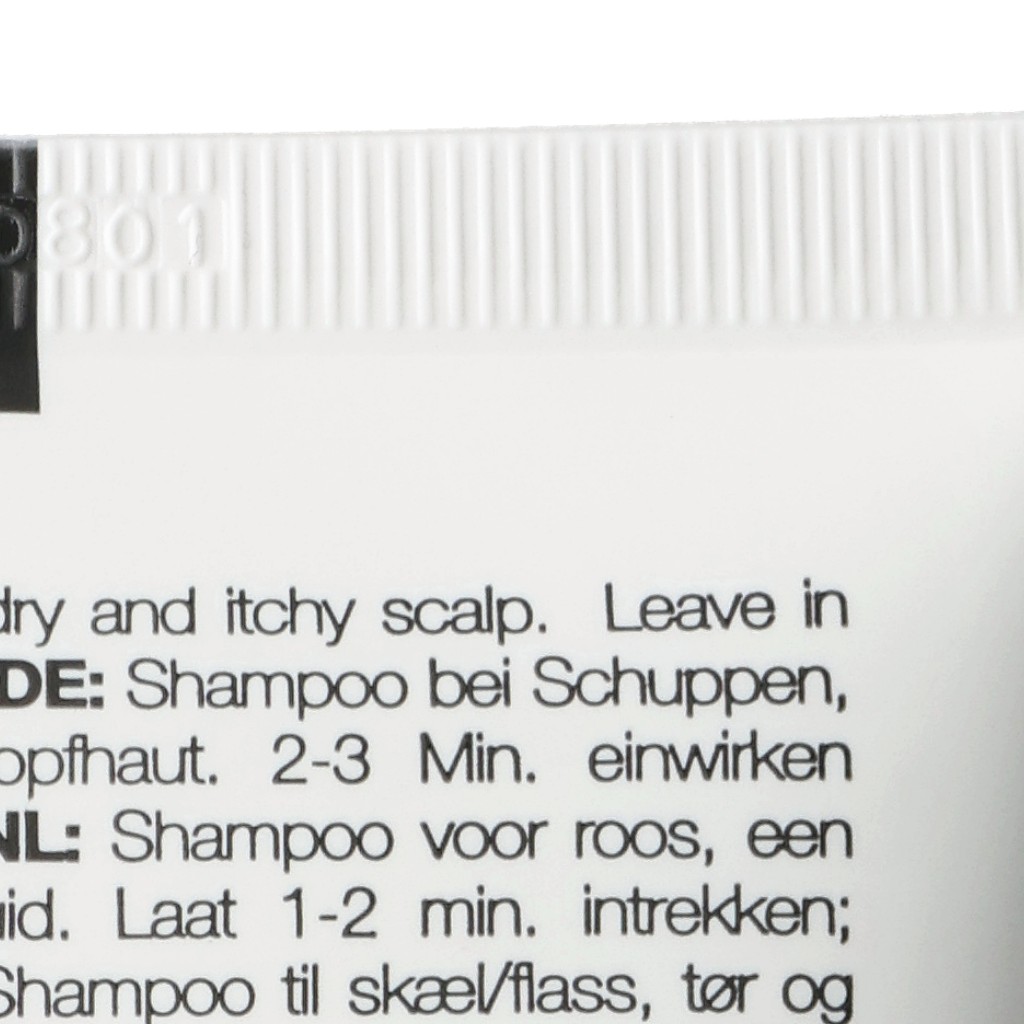 0801
dry and itchy scalp. Leave in
DE: Shampoo bei Schuppen,
opfhaut. 2-3 Min. einwirken
NL: Shampoo voor roos, een
uid. Laat 1-2 min. intrekken;
Shampoo til skæl/flass, tør og